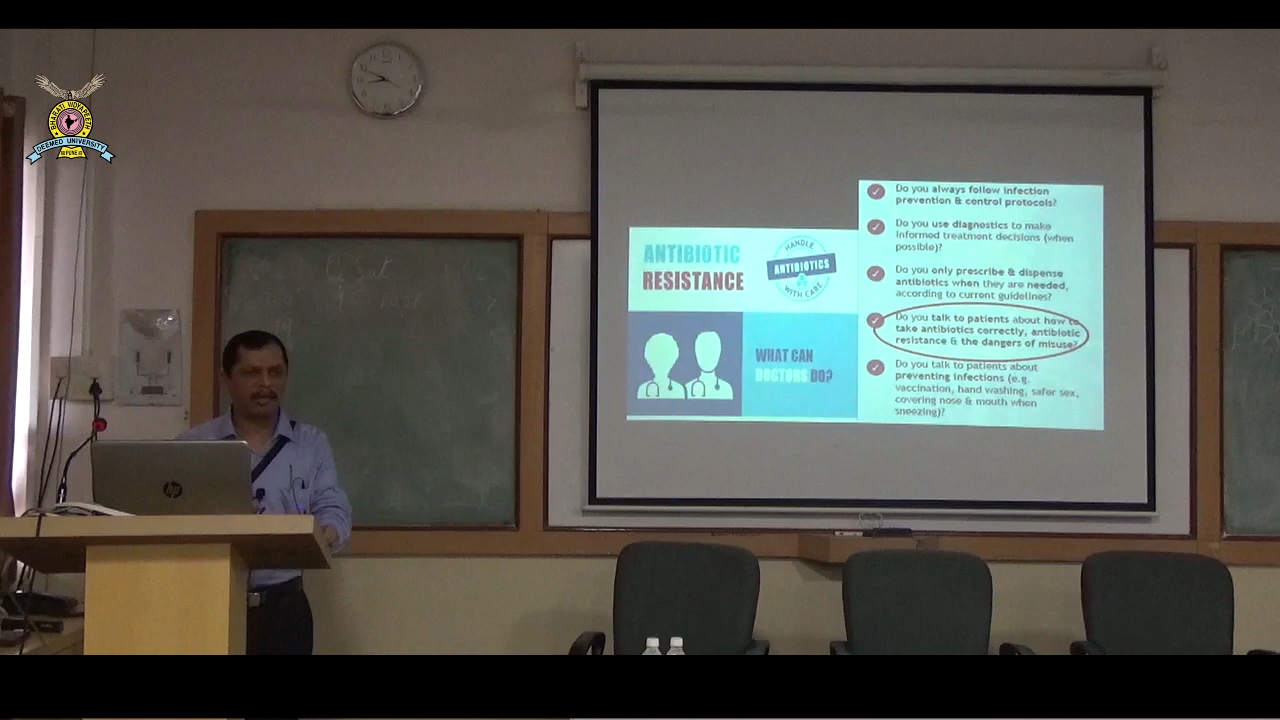 BHARATI VIDYAPEETH
DEEMED UNIVERSITY
PUNE
ANTIBIOTIC
RESISTANCE
HANDLE
ANTIBIOTICS
WITH CARE
WHAT CAN
DOCTORS DO?
Do you always follow infection
prevention & control protocols?
Do you use diagnostics to make
informed treatment decisions (when
possible)?
Do you only prescribe & dispense
antibiotics when they are needed,
according to current guidelines?
Do you talk to patients about how to
take antibiotics correctly, antibiotic
resistance & the dangers of misuse?
Do you talk to patients about
preventing infections (e.g.
vaccination, hand washing, safer sex,
covering nose & mouth when
sneezing)?
hp